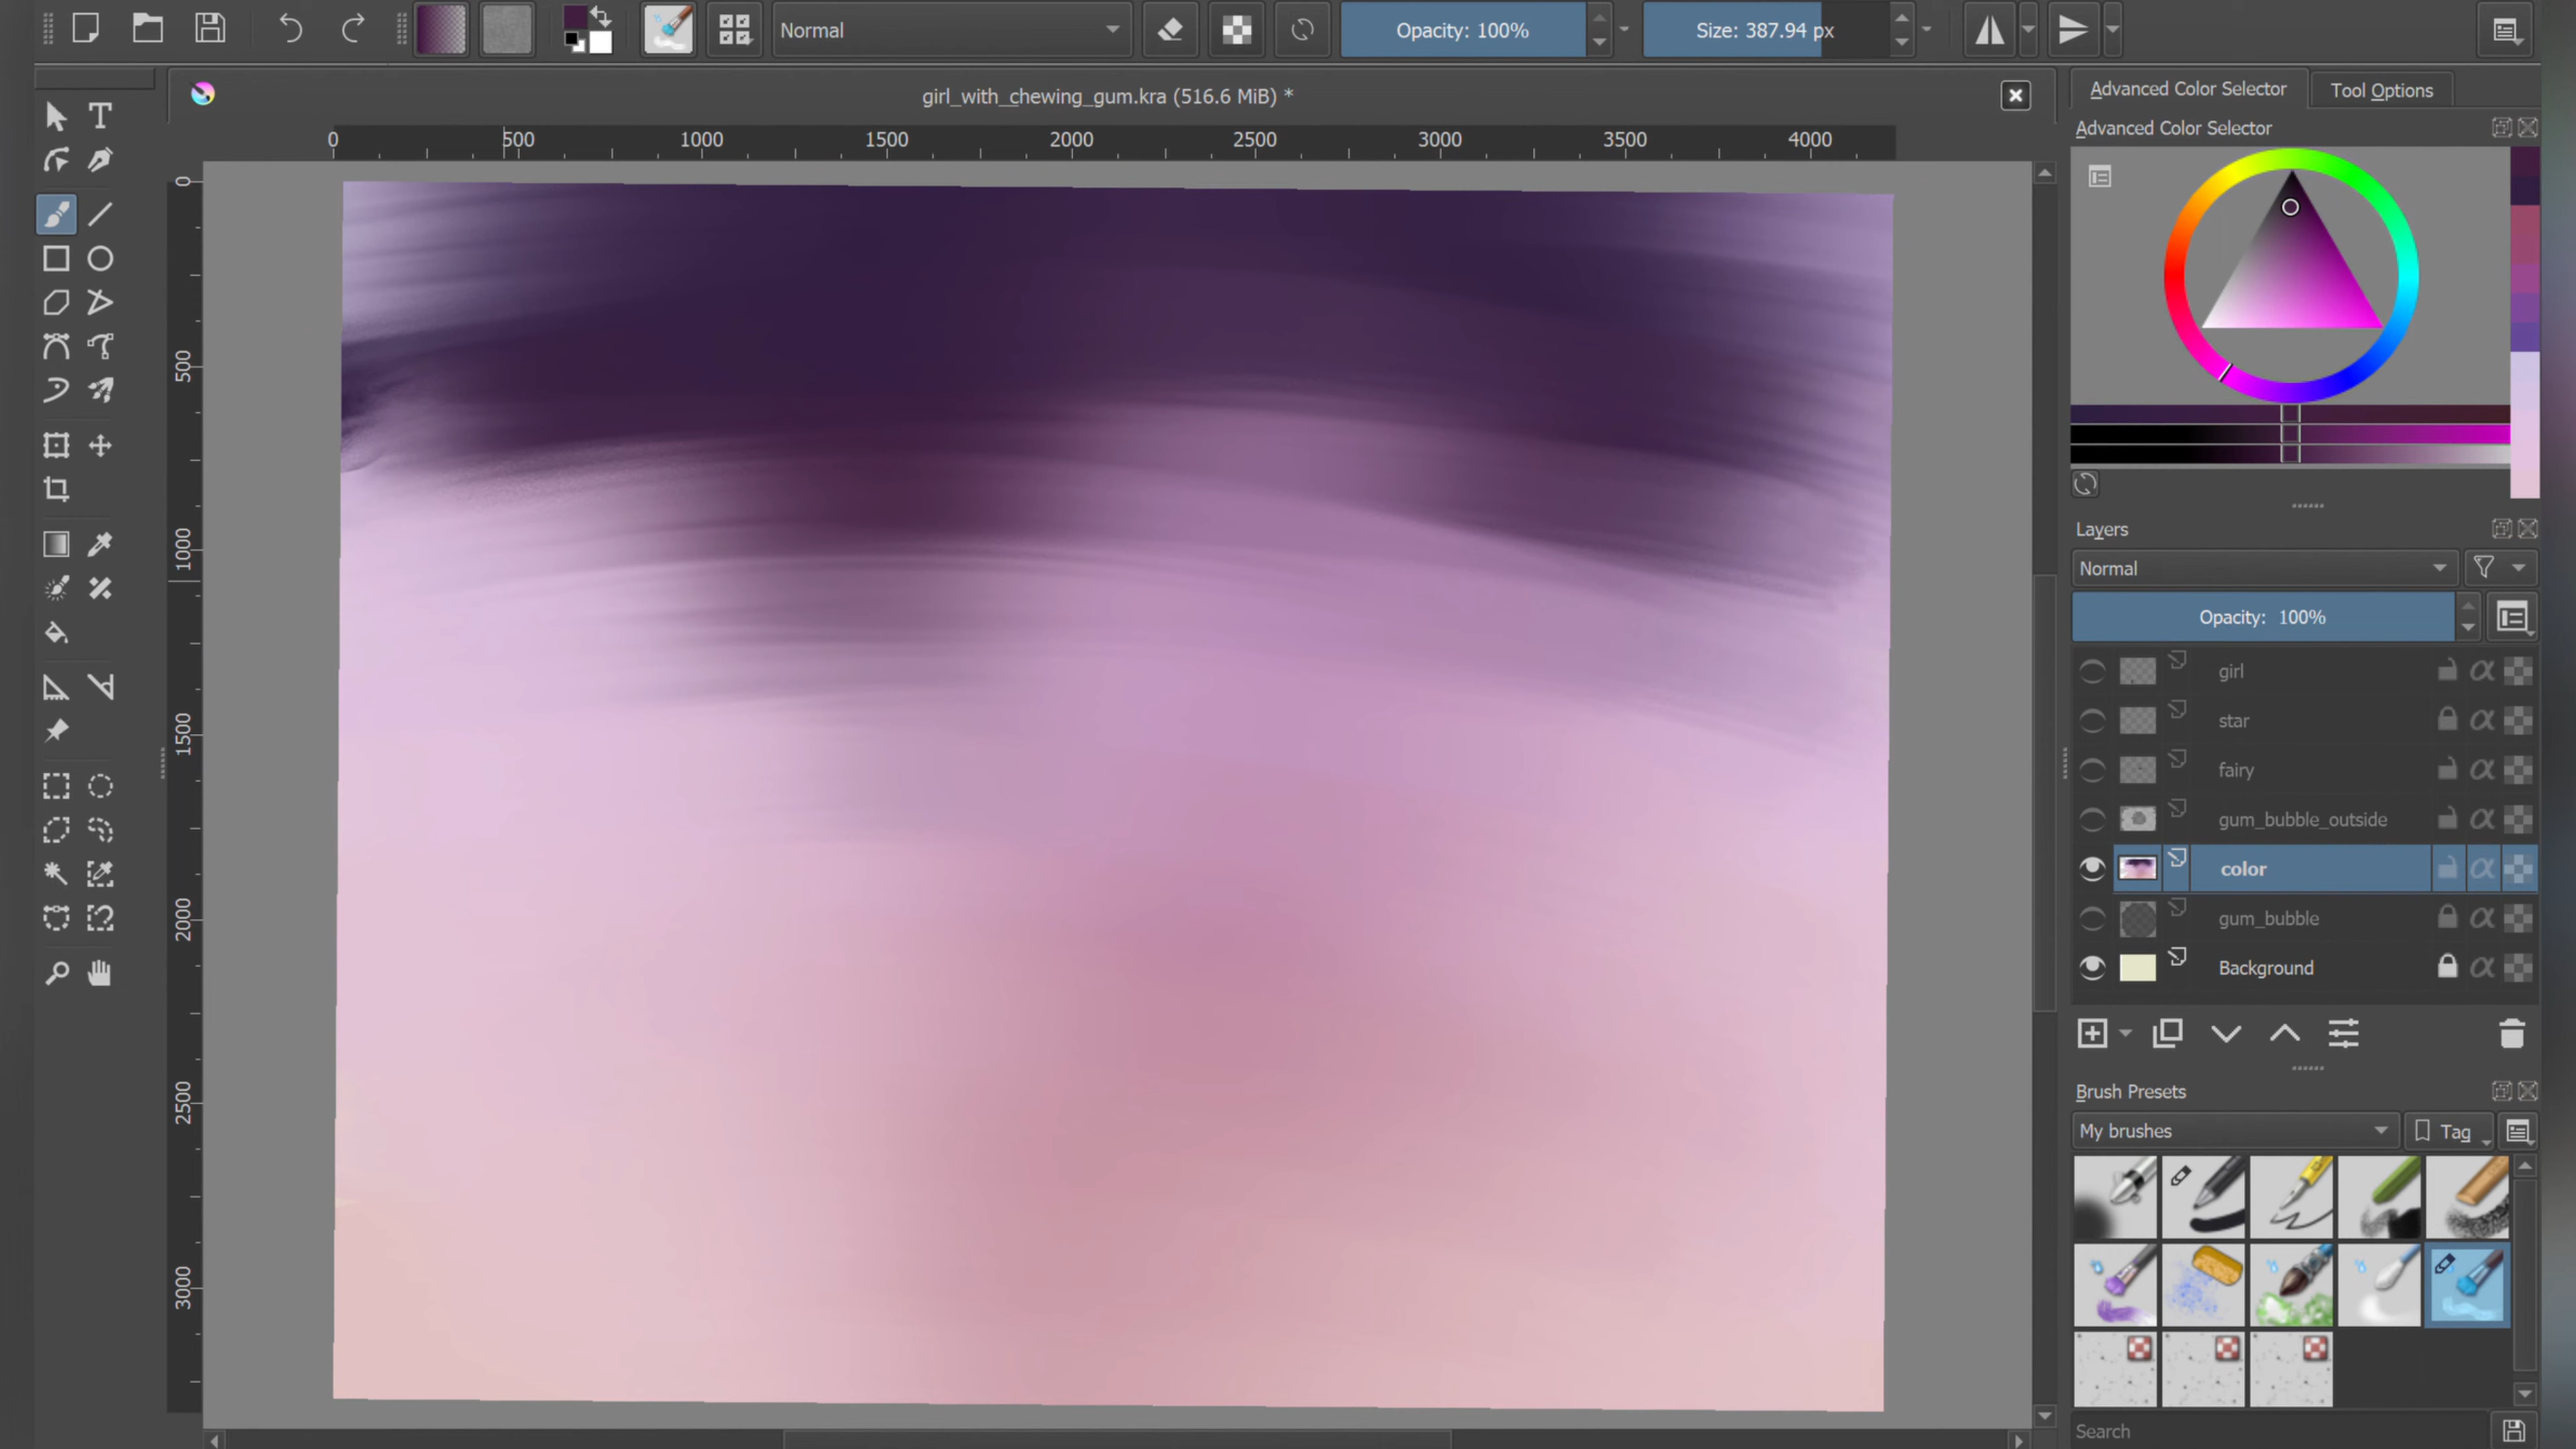 Normal
Opacity: 100%
Size: 387.94 px
girl_with_chewing_gum.kra (516.6 MiB) *
0 500 1000 1500 2000 2500 3000 3500 4000
0
500
1000
1500
2000
2500
3000
Advanced Color Selector
Tool Options
Advanced Color Selector
Layers
Normal
Opacity: 100%
girl
star
fairy
gum_bubble_outside
color
gum_bubble
Background
Brush Presets
My brushes
Tag
Search